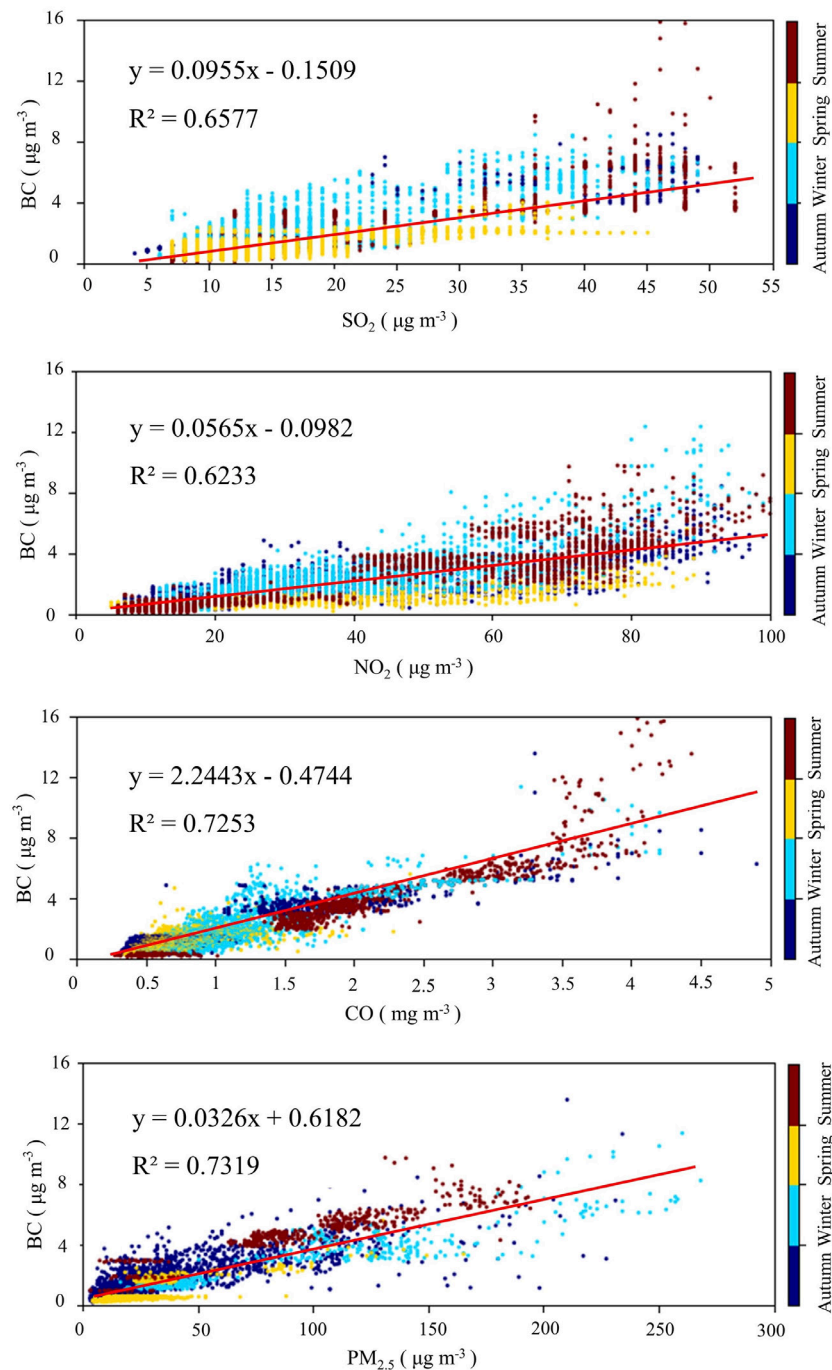 16
12
8
4
0
BC ( μg m⁻³ )
y = 0.0955x - 0.1509
R² = 0.6577
0 5 10 15 20 25 30 35 40 45 50 55
SO₂ ( μg m⁻³ )
Autumn Winter Spring Summer
16
12
8
4
0
BC ( μg m⁻³ )
y = 0.0565x - 0.0982
R² = 0.6233
0 20 40 60 80 100
NO₂ ( μg m⁻³ )
Autumn Winter Spring Summer
16
12
8
4
0
BC ( μg m⁻³ )
y = 2.2443x - 0.4744
R² = 0.7253
0 0.5 1 1.5 2 2.5 3 3.5 4 4.5 5
CO ( mg m⁻³ )
Autumn Winter Spring Summer
16
12
8
4
0
BC ( μg m⁻³ )
y = 0.0326x + 0.6182
R² = 0.7319
0 50 100 150 200 250 300
PM₂.₅ ( μg m⁻³ )
Autumn Winter Spring Summer